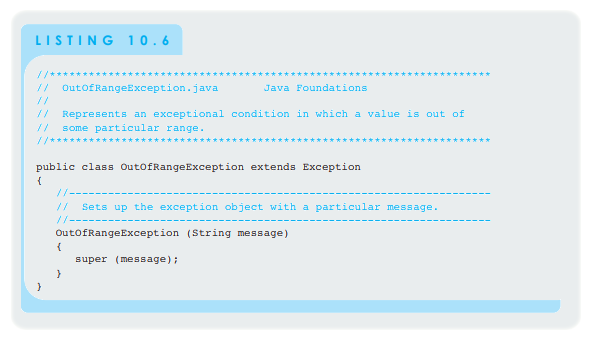 LISTING 10.6
//********************************************************************
//  OutOfRangeException.java       Java Foundations
//
//  Represents an exceptional condition in which a value is out of
//  some particular range.
//********************************************************************
public class OutOfRangeException extends Exception
{
   //-----------------------------------------------------------------
   //  Sets up the exception object with a particular message.
   //-----------------------------------------------------------------
   OutOfRangeException (String message)
   {
      super (message);
   }
}